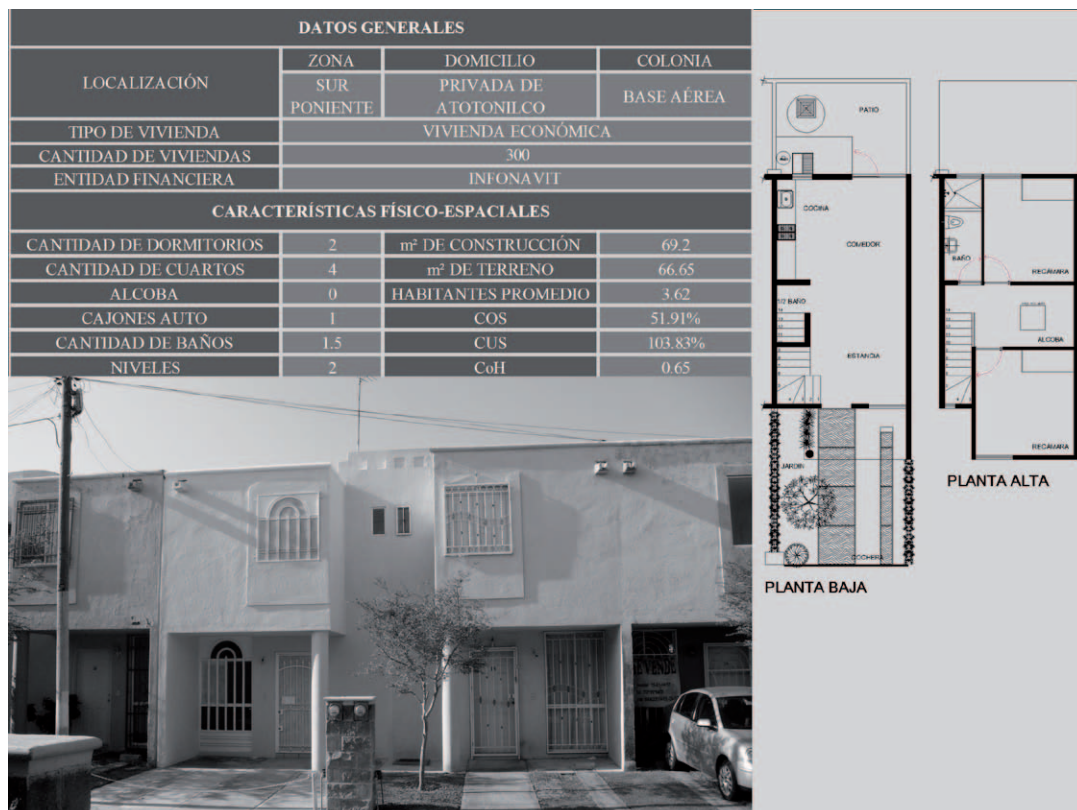 DATOS GENERALES
LOCALIZACIÓN
ZONA DOMICILIO COLONIA
SUR PONIENTE PRIVADA DE ATOTONILCO BASE AÉREA
TIPO DE VIVIENDA VIVIENDA ECONÓMICA
CANTIDAD DE VIVIENDAS 300
ENTIDAD FINANCIERA INFONAVIT
CARACTERÍSTICAS FÍSICO-ESPACIALES
CANTIDAD DE DORMITORIOS 2 m² DE CONSTRUCCIÓN 69.2
CANTIDAD DE CUARTOS 4 m² DE TERRENO 66.65
ALCOBA 0 HABITANTES PROMEDIO 3.62
CAJONES AUTO 1 COS 51.91%
CANTIDAD DE BAÑOS 1.5 CUS 103.83%
NIVELES 2 CoH 0.65
PATIO
COCINA
COMEDOR
1/2 BAÑO
ESTANCIA
JARDIN
COCHERA
PLANTA BAJA
BAÑO
RECAMARA
ALCOBA
RECAMARA
PLANTA ALTA
SE VENDE